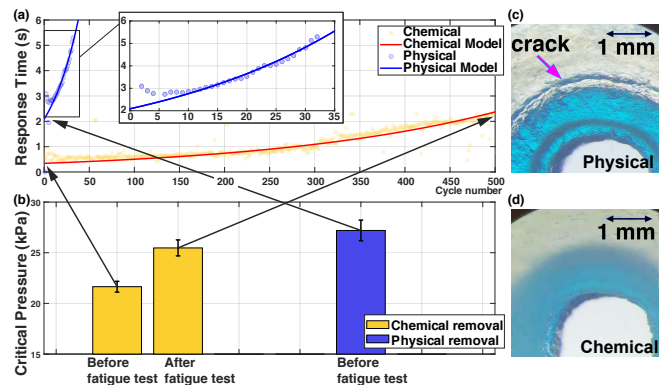 (a)
Response Time (s)
6
5
4
3
2
1
0
6
5
4
3
2
0 5 10 15 20 25 30 35
Chemical
Chemical Model
Physical
Physical Model
0 50 100 150 200 250 300 350 400 450 500
Cycle number
(b)
Critical Pressure (kPa)
30
25
20
15
Chemical removal
Physical removal
Before
fatigue test
After
fatigue test
Before
fatigue test
(c)
1 mm
crack
Physical
(d)
1 mm
Chemical